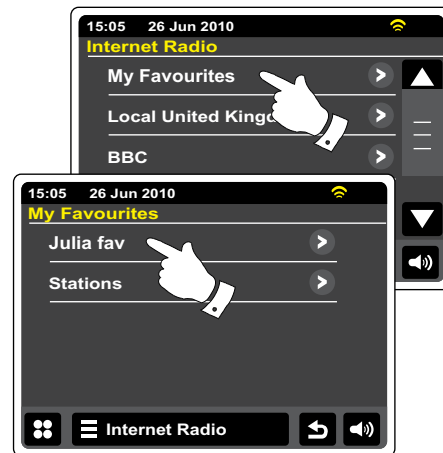 15:05 26 Jun 2010
Internet Radio
My Favourites
Local United Kingdo
BBC
15:05 26 Jun 2010
My Favourites
Julia fav
Stations
Internet Radio